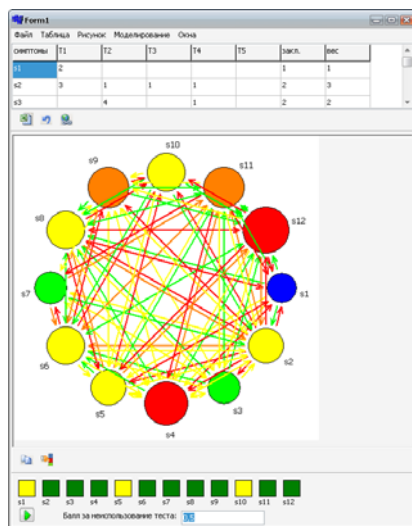 Form1
Файл Таблица Рисунок Моделирование Окна
симптомы T1 T2 T3 T4 T5 закл. вес
s1 2 1 1
s2 3 1 1 1 2 3
s3 4 1 2 2
s10
s9 s11
s8 s12
s7 s1
s6 s2
s5 s3
s4
s1 s2 s3 s4 s5 s6 s7 s8 s9 s10 s11 s12
Балл за неиспользование теста: 0,5